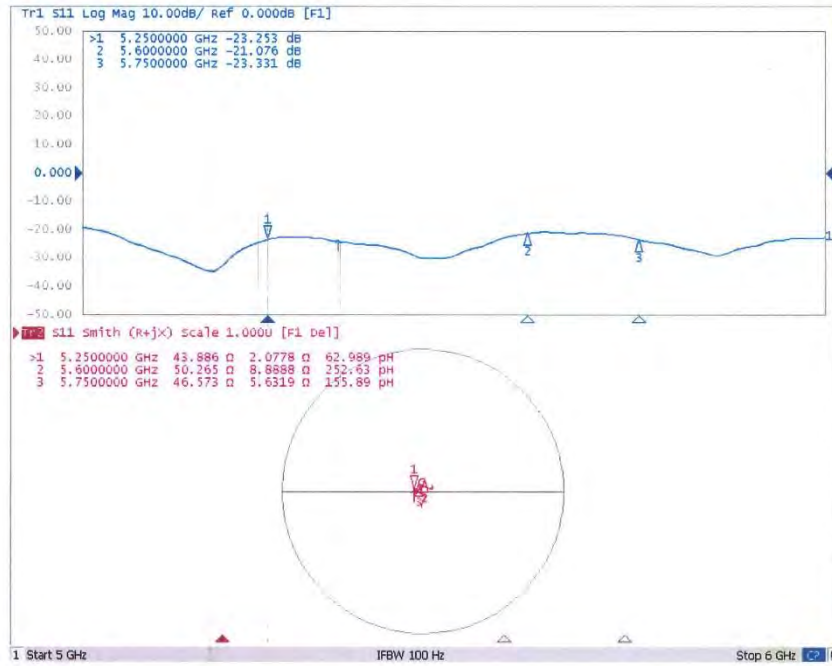 Tr1 S11 Log Mag 10.00dB/ Ref 0.000dB [F1]
50.00
>1 5.2500000 GHz -23.253 dB
2 5.6000000 GHz -21.076 dB
3 5.7500000 GHz -23.331 dB
40.00
30.00
20.00
10.00
0.000
-10.00
-20.00
-30.00
-40.00
-50.00
1
2
3
1
Tr2 S11 Smith (R+jX) Scale 1.000U [F1 Del]
>1 5.2500000 GHz 43.886 Ω 2.0778 Ω 62.989 pH
2 5.6000000 GHz 50.265 Ω 8.8888 Ω 252.63 pH
3 5.7500000 GHz 46.573 Ω 5.6319 Ω 155.89 pH
1
1 Start 5 GHz IFBW 100 Hz Stop 6 GHz C?